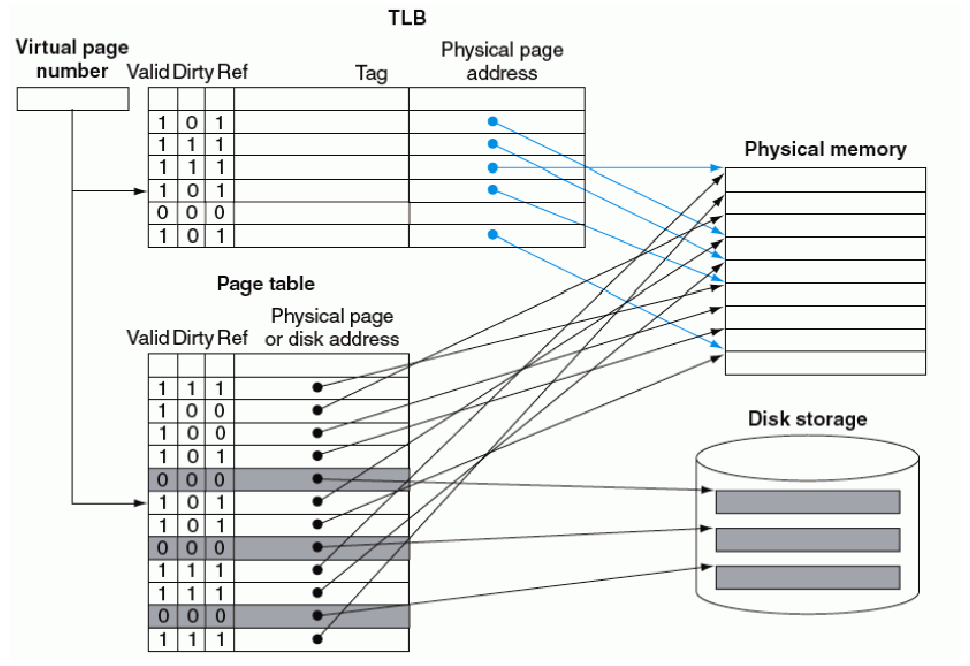 TLB
Virtual page
number
Physical page
address
Valid Dirty Ref
Tag
1 0 1
1 1 1
1 1 1
1 0 1
0 0 0
1 0 1
Physical memory
Page table
Physical page
or disk address
Valid Dirty Ref
1 1 1
1 0 0
1 0 0
1 0 1
0 0 0
1 0 1
1 0 1
0 0 0
1 1 1
1 1 1
0 0 0
1 1 1
Disk storage